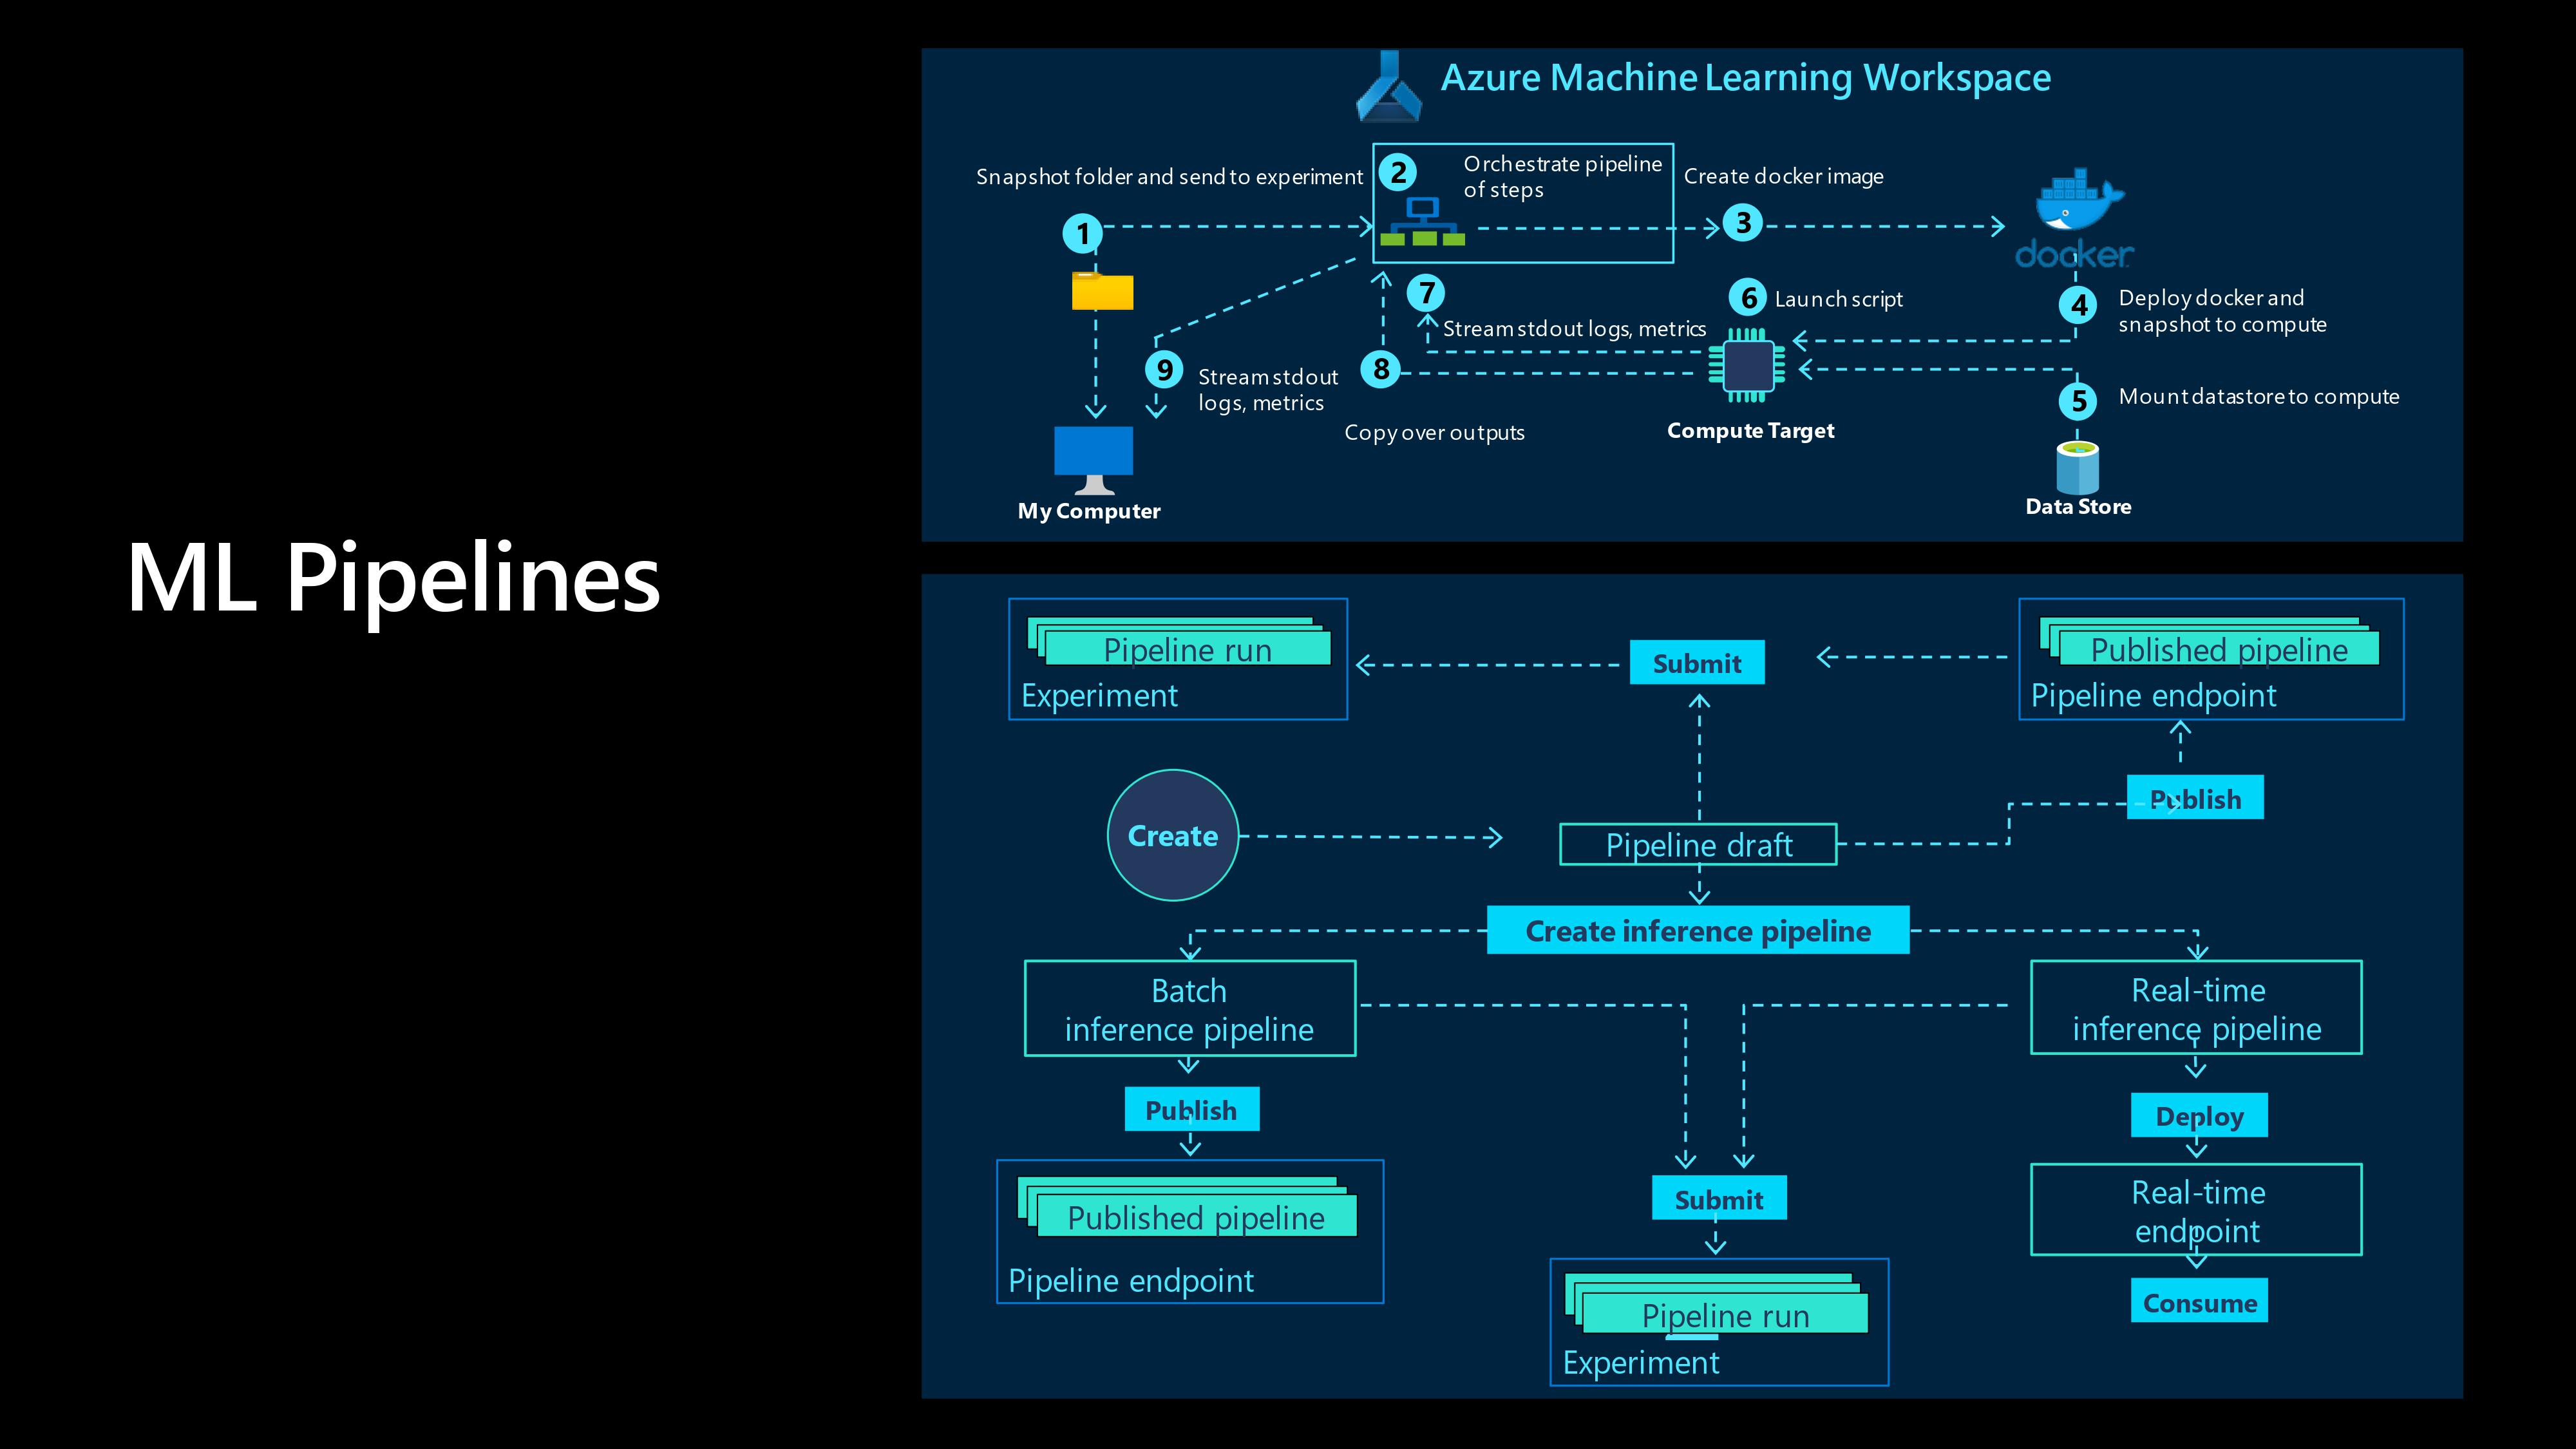 ML Pipelines
Azure Machine Learning Workspace
Snapshot folder and send to experiment
2
Orchestrate pipeline
of steps
Create docker image
1
3
docker
7
6
Launch script
4
Deploy docker and
snapshot to compute
Stream stdout logs, metrics
9
Stream stdout
logs, metrics
8
Copy over outputs
Compute Target
5
Mount datastore to compute
My Computer
Data Store
Pipeline run
Experiment
Submit
Published pipeline
Pipeline endpoint
Publish
Create
Pipeline draft
Create inference pipeline
Batch
inference pipeline
Real-time
inference pipeline
Publish
Deploy
Published pipeline
Pipeline endpoint
Submit
Real-time
endpoint
Pipeline run
Experiment
Consume